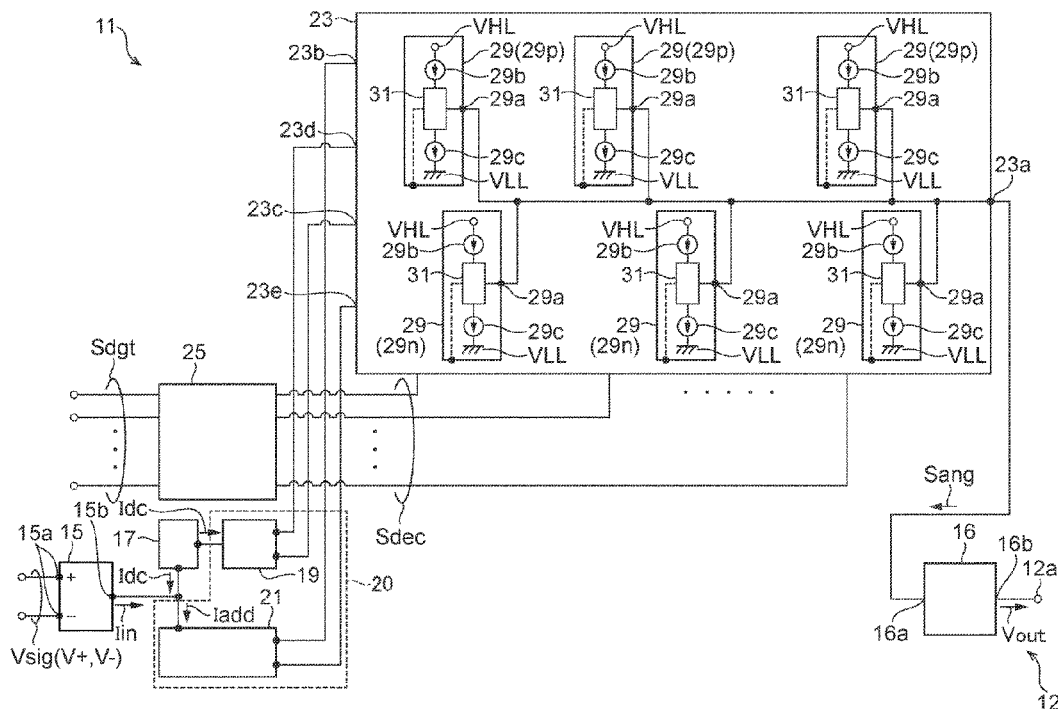 11
23
23b
23d
23c
23e
VHL
29(29p)
29b
31
29a
29c
VLL
VHL
29(29p)
29b
31
29a
29c
VLL
VHL
29(29p)
29b
31
29a
29c
VLL
23a
VHL
29b
31
29a
29
(29n)
29c
VLL
VHL
29b
31
29a
29
(29n)
29c
VLL
VHL
29b
31
29a
29
(29n)
29c
VLL
Sdgt
25
Sdec
Sang
15a
15
15b
17
Idc
Idc
19
20
Iadd
21
Iin
+
−
Vsig(V+,V-)
16
16b
12a
16a
Vout
12